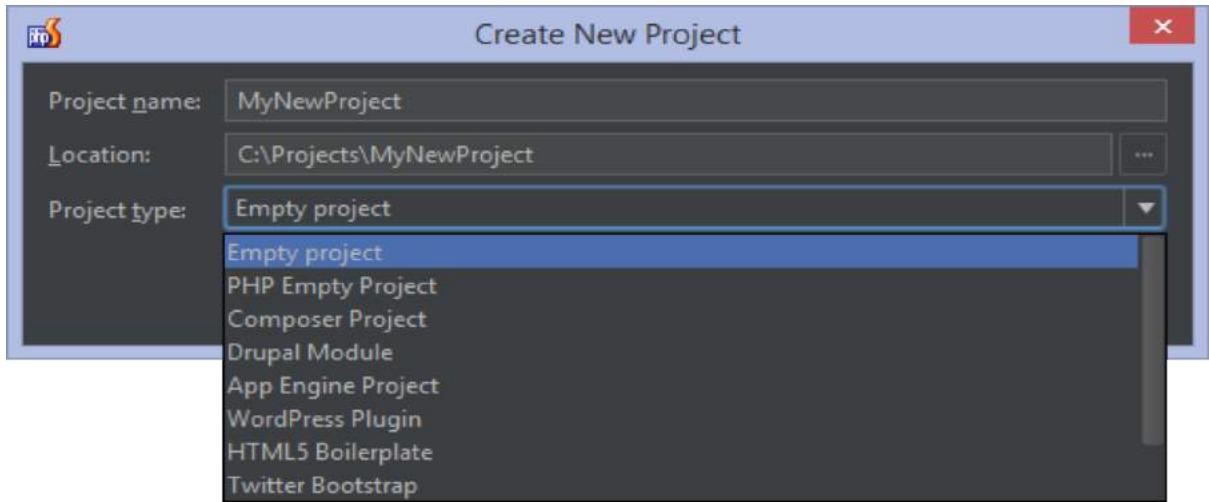 php
Create New Project
Project name: MyNewProject
Location: C:\Projects\MyNewProject ...
Project type: Empty project
Empty project
PHP Empty Project
Composer Project
Drupal Module
App Engine Project
WordPress Plugin
HTML5 Boilerplate
Twitter Bootstrap